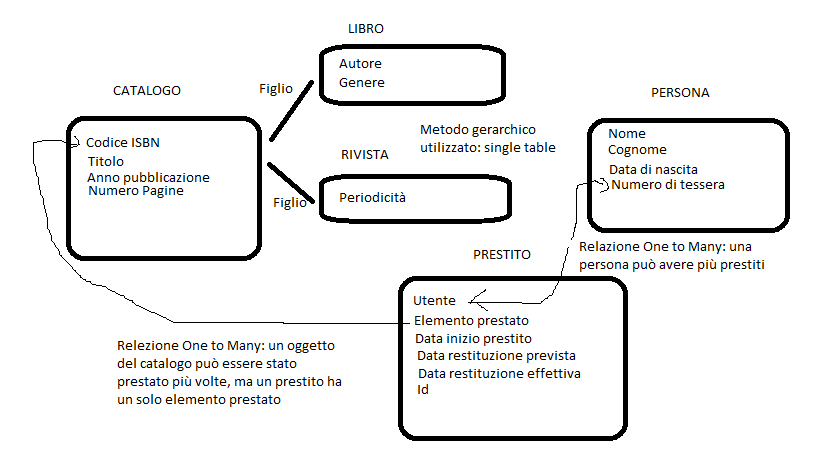 LIBRO
Autore
Genere
CATALOGO
Figlio
Codice ISBN
Titolo
Anno pubblicazione
Numero Pagine
Metodo gerarchico
utilizzato: single table
RIVISTA
Periodicità
Figlio
PERSONA
Nome
Cognome
Data di nascita
Numero di tessera
Relazione One to Many: una
persona può avere più prestiti
PRESTITO
Utente
Elemento prestato
Data inizio prestito
Data restituzione prevista
Data restituzione effettiva
Id
Relezione One to Many: un oggetto
del catalogo può essere stato
prestato più volte, ma un prestito ha
un solo elemento prestato